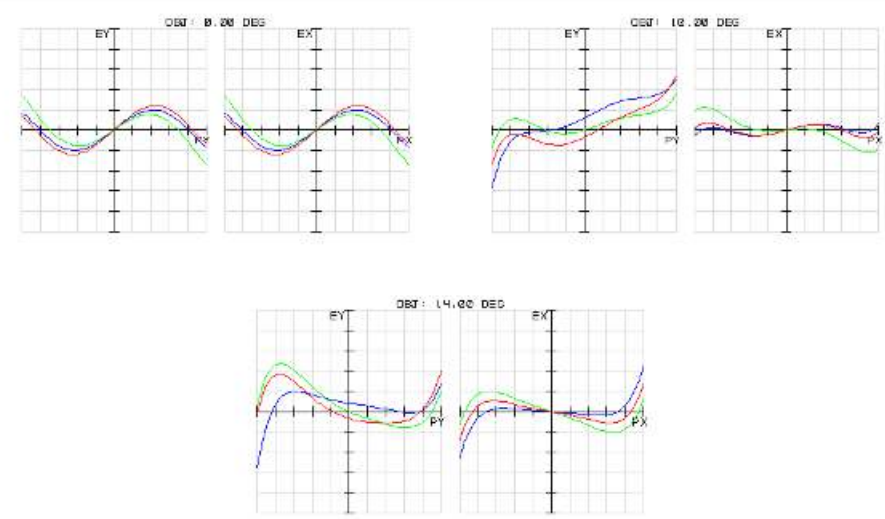 OBJ: 0.00 DEG
EY EX
PY PX
OBJ: 10.00 DEG
EY EX
PY PX
OBJ: 14.00 DEG
EY EX
PY PX